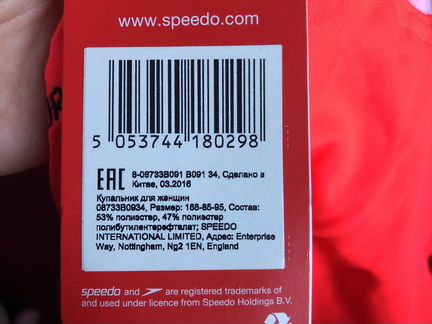 www.speedo.com
5 053744 180298
EAC 8-08733B091 B091 34, Сделано в
Китае, 03.2016
Купальник для женщин
08733B0934, Размер: 168-85-95, Состав:
53% полиэстер, 47% полиэстер
полибутилентерефталат; SPEEDO
INTERNATIONAL LIMITED, Адрес: Enterprise
Way, Nottingham, Ng2 1EN, England
speedo and are registered trademarks of
and used under licence from Speedo Holdings B.V.